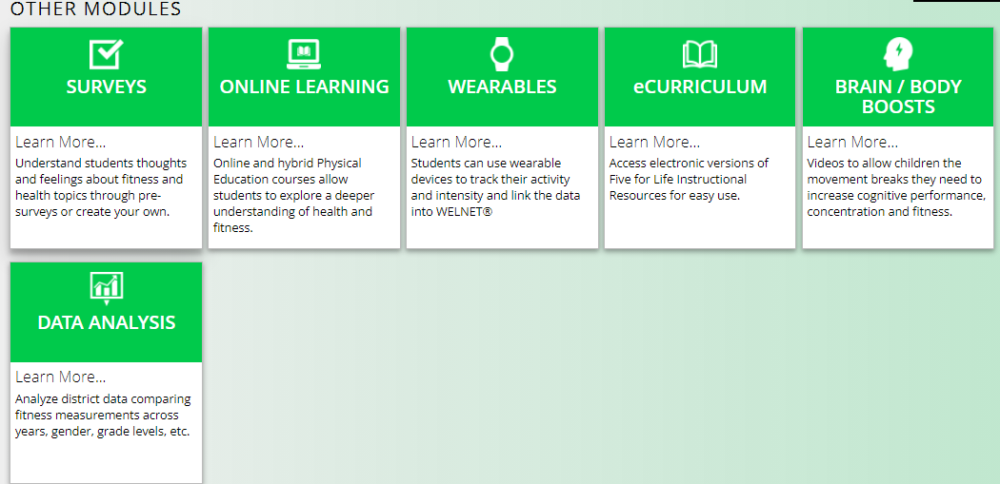 OTHER MODULES
SURVEYS
Learn More...
Understand students thoughts
and feelings about fitness and
health topics through pre-
surveys or create your own.
ONLINE LEARNING
Learn More...
Online and hybrid Physical
Education courses allow
students to explore a deeper
understanding of health and
fitness.
WEARABLES
Learn More...
Students can use wearable
devices to track their activity
and intensity and link the data
into WELNET®
eCURRICULUM
Learn More...
Access electronic versions of
Five for Life Instructional
Resources for easy use.
BRAIN / BODY
BOOSTS
Learn More...
Videos to allow children the
movement breaks they need to
increase cognitive performance,
concentration and fitness.
DATA ANALYSIS
Learn More...
Analyze district data comparing
fitness measurements across
years, gender, grade levels, etc.